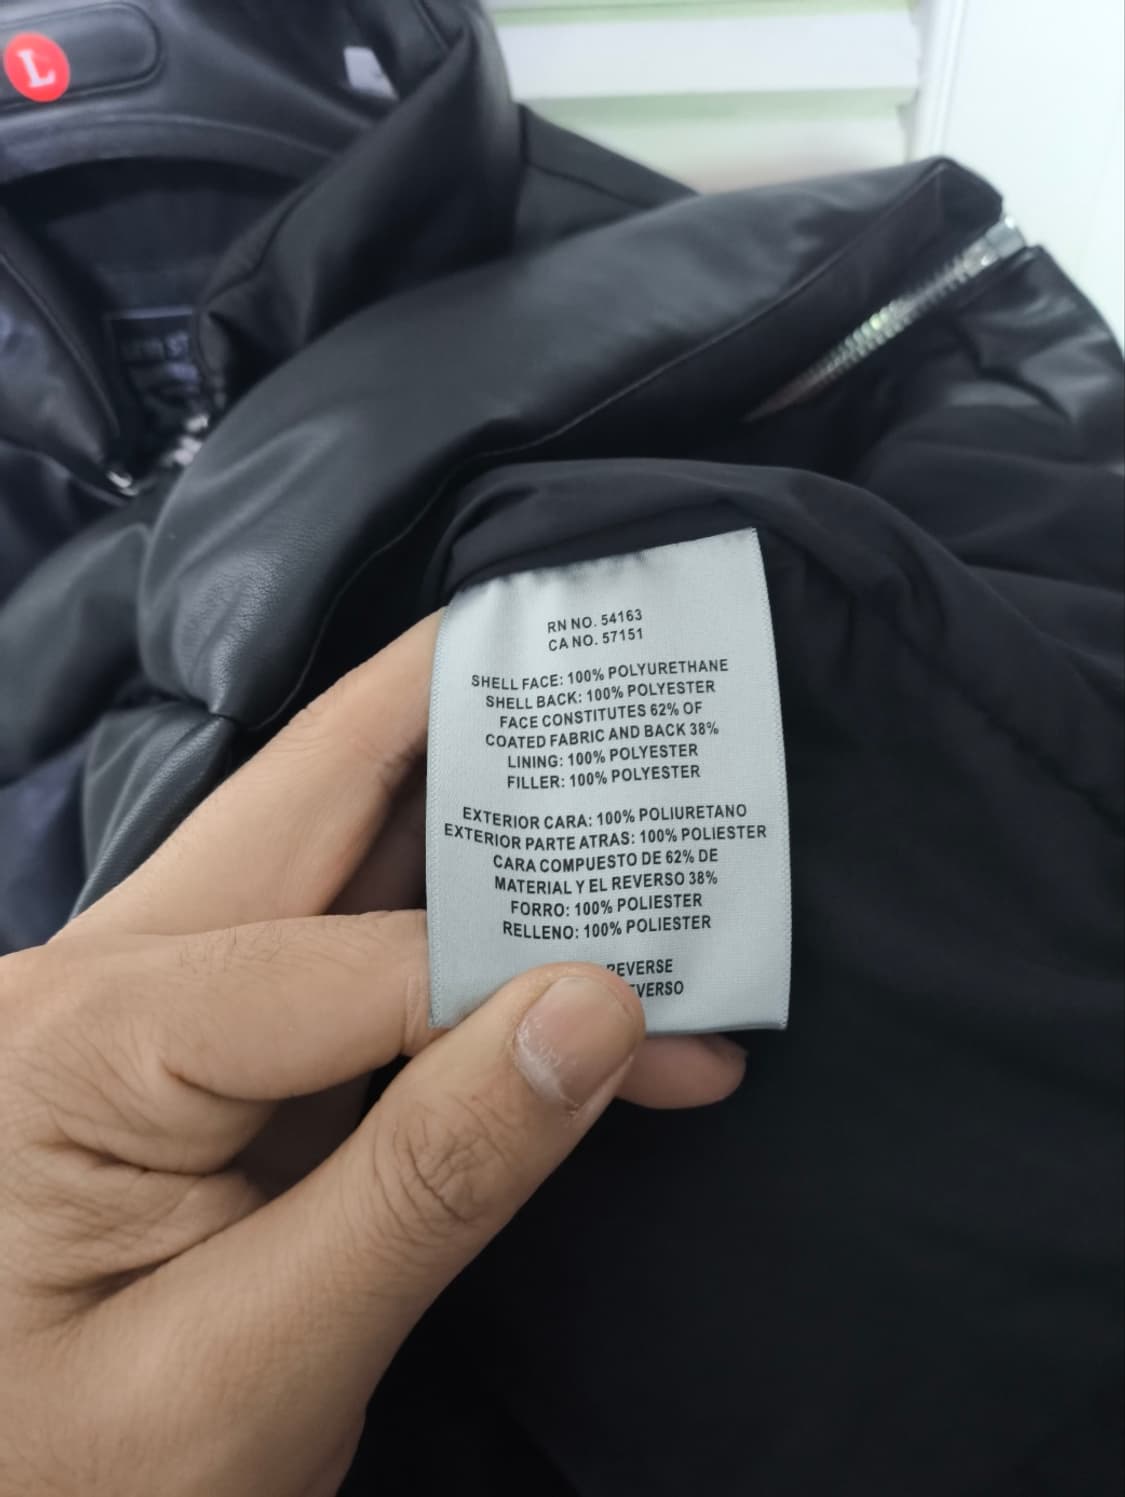 L
RN NO. 54163
CA NO. 57151
SHELL FACE: 100% POLYURETHANE
SHELL BACK: 100% POLYESTER
FACE CONSTITUTES 62% OF
COATED FABRIC AND BACK 38%
LINING: 100% POLYESTER
FILLER: 100% POLYESTER
EXTERIOR CARA: 100% POLIURETANO
EXTERIOR PARTE ATRAS: 100% POLIESTER
CARA COMPUESTO DE 62% DE
MATERIAL Y EL REVERSO 38%
FORRO: 100% POLIESTER
RELLENO: 100% POLIESTER
REVERSE